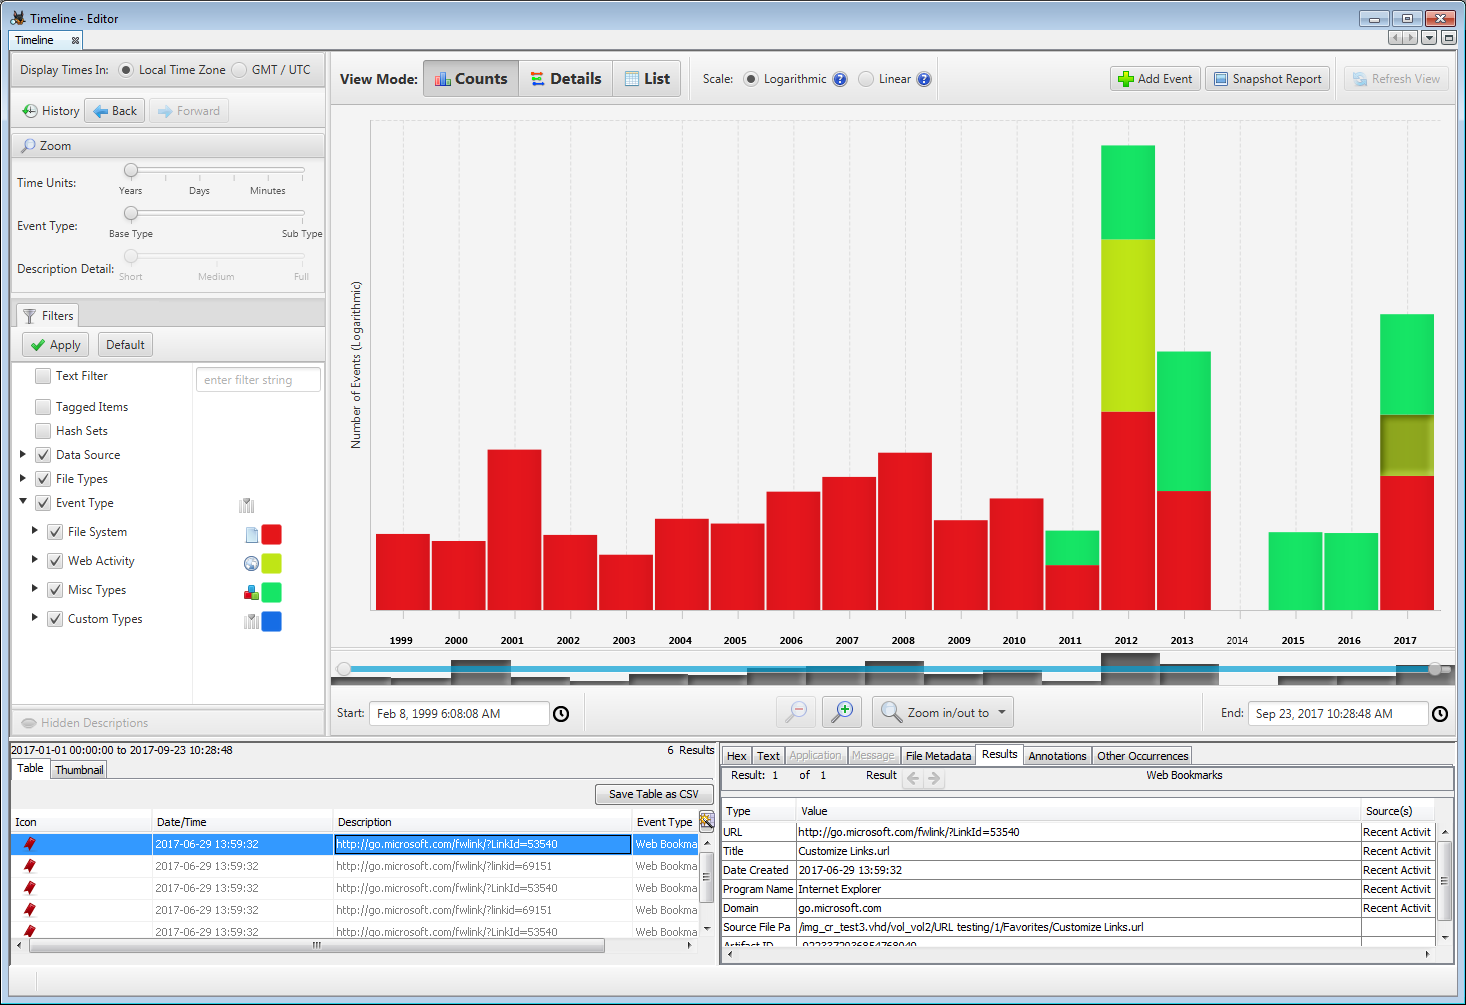 Timeline - Editor
Timeline
Display Times In: Local Time Zone GMT / UTC
History Back Forward
Zoom
Time Units:
Years Days Minutes
Event Type:
Base Type Sub Type
Description Detail:
Short Medium Full
Filters
Apply Default
Text Filter enter filter string
Tagged Items
Hash Sets
Data Source
File Types
Event Type
File System
Web Activity
Misc Types
Custom Types
Hidden Descriptions
View Mode: Counts Details List Scale: Logarithmic Linear Add Event Snapshot Report Refresh View
Number of Events (Logarithmic)
1999 2000 2001 2002 2003 2004 2005 2006 2007 2008 2009 2010 2011 2012 2013 2014 2015 2016 2017
Start: Feb 8, 1999 6:08:08 AM Zoom in/out to End: Sep 23, 2017 10:28:48 AM
2017-01-01 00:00:00 to 2017-09-23 10:28:48 6 Results
Table Thumbnail
Save Table as CSV
Icon Date/Time Description Event Type
2017-06-29 13:59:32 http://go.microsoft.com/fwlink/?LinkId=53540 Web Bookma
2017-06-29 13:59:32 http://go.microsoft.com/fwlink/?linkid=69151 Web Bookma
2017-06-29 13:59:32 http://go.microsoft.com/fwlink/?LinkId=53540 Web Bookma
2017-06-29 13:59:32 http://go.microsoft.com/fwlink/?linkid=69151 Web Bookma
2017-06-29 13:59:32 http://go.microsoft.com/fwlink/?LinkId=53540 Web Bookma
Hex Text Application Message File Metadata Results Annotations Other Occurrences
Result: 1 of 1 Result Web Bookmarks
Type Value Source(s)
URL http://go.microsoft.com/fwlink/?LinkId=53540 Recent Activit
Title Customize Links.url Recent Activit
Date Created 2017-06-29 13:59:32 Recent Activit
Program Name Internet Explorer Recent Activit
Domain go.microsoft.com Recent Activit
Source File Pa /img_cr_test3.vhd/vol_vol2/URL testing/1/Favorites/Customize Links.url
Artifact ID